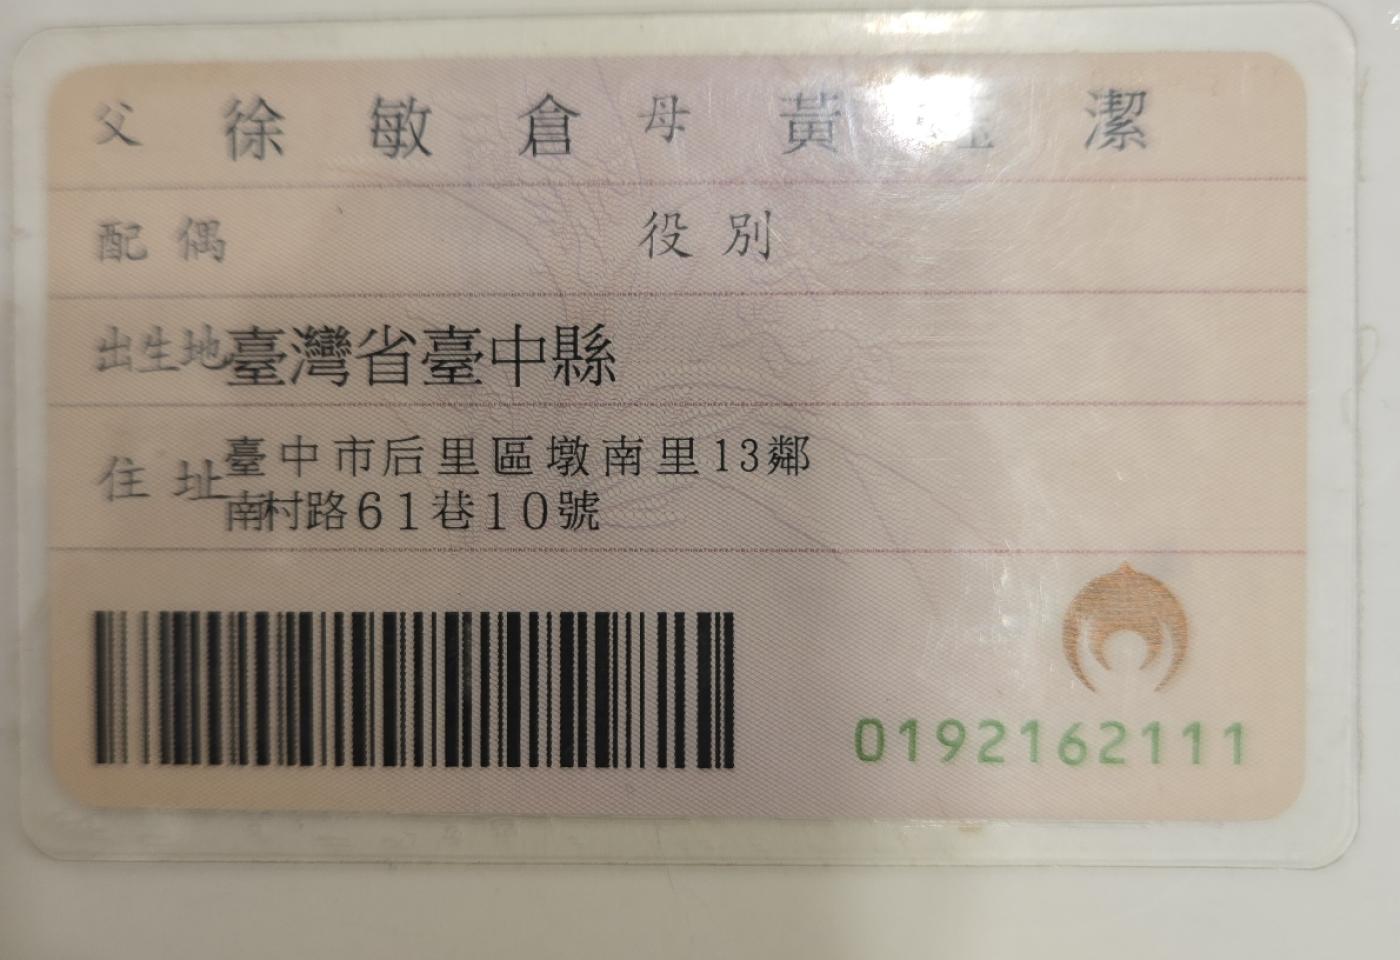 父 徐敏倉 母 黃 潔
配偶 役別
出生地 臺灣省臺中縣
住址 臺中市后里區墩南里13鄰
南村路61巷10號
0192162111